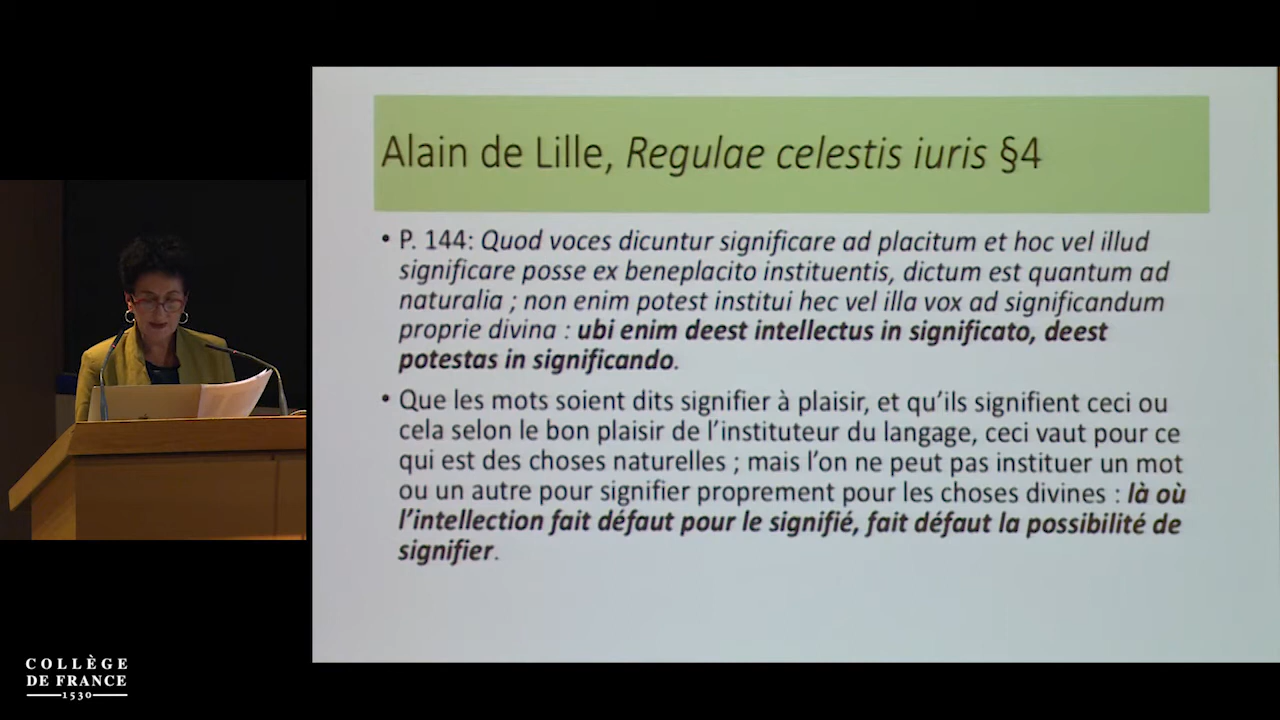 Alain de Lille, Regulae celestis iuris §4
• P. 144: Quod voces dicuntur significare ad placitum et hoc vel illud
significare posse ex beneplacito instituentis, dictum est quantum ad
naturalia ; non enim potest institui hec vel illa vox ad significandum
proprie divina : ubi enim deest intellectus in significato, deest
potestas in significando.
• Que les mots soient dits signifier à plaisir, et qu’ils signifient ceci ou
cela selon le bon plaisir de l’instituteur du langage, ceci vaut pour ce
qui est des choses naturelles ; mais l’on ne peut pas instituer un mot
ou un autre pour signifier proprement pour les choses divines : là où
l’intellection fait défaut pour le signifié, fait défaut la possibilité de
signifier.
COLLÈGE
DE FRANCE
1530